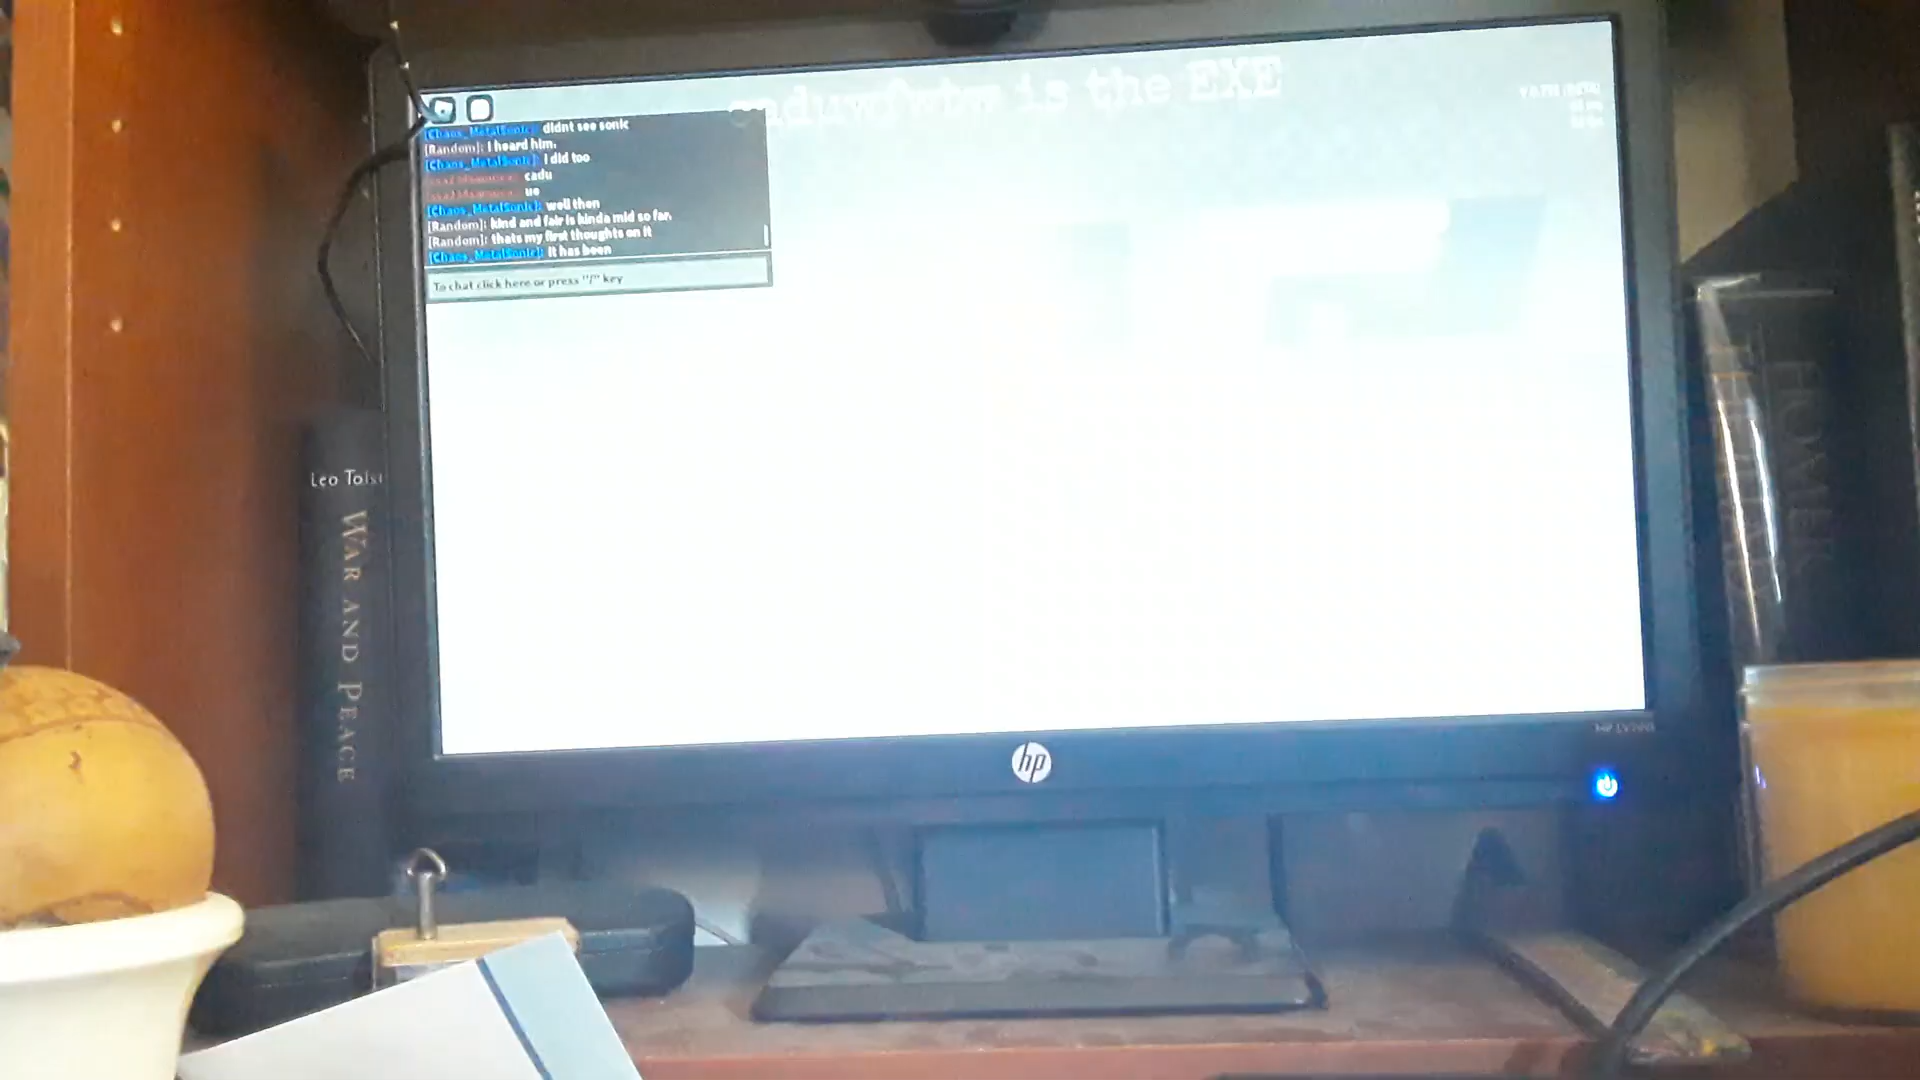 is the EXE
[Chaos_MetalSonic]: didnt see sonic
[Random]: I heard him.
[Chaos_MetalSonic]: I did too
cadu
ue
[Chaos_MetalSonic]: well then
[Random]: kind and fair is kinda mid so far.
[Random]: thats my first thoughts on it
[Chaos_MetalSonic]: it has been
To chat click here or press "/" key
Leo Tols
WAR AND PEACE
hp
HOMER